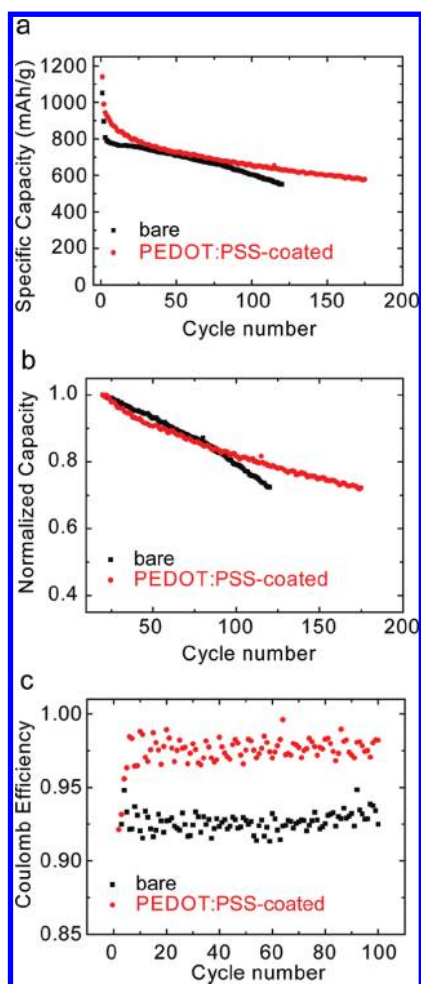 a
1200
1000
800
600
400
200
0
Specific Capacity (mAh/g)
bare
PEDOT:PSS-coated
0 50 100 150 200
Cycle number
b
1.0
0.8
0.6
0.4
Normalized Capacity
bare
PEDOT:PSS-coated
50 100 150 200
Cycle number
c
1.00
0.95
0.90
0.85
Coulomb Efficiency
bare
PEDOT:PSS-coated
0 20 40 60 80 100
Cycle number